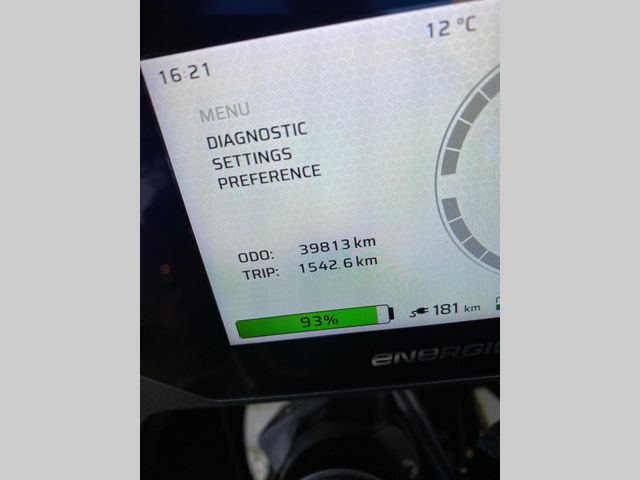 12 °C
16:21
MENU
DIAGNOSTIC
SETTINGS
PREFERENCE
ODO: 39813 km
TRIP: 1542.6 km
93% 181 km